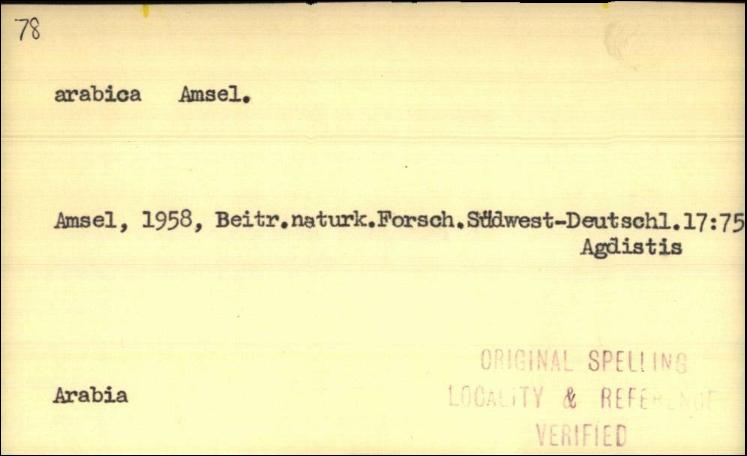 78
arabica Amsel.
Amsel, 1958, Beitr.naturk.Forsch.Südwest-Deutschl.17:75
Agdistis
ORIGINAL SPELLING
Arabia
LOCALITY & REFERENCE
VERIFIED